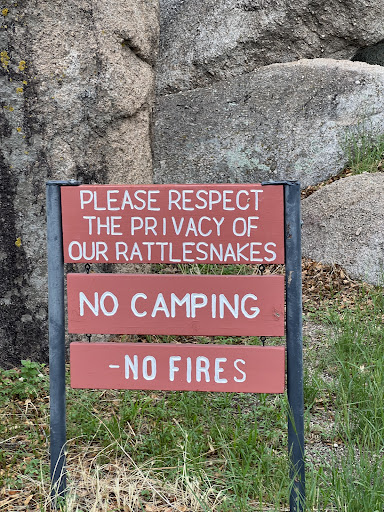 PLEASE RESPECT
THE PRIVACY OF
OUR RATTLESNAKES
NO CAMPING
-NO FIRES